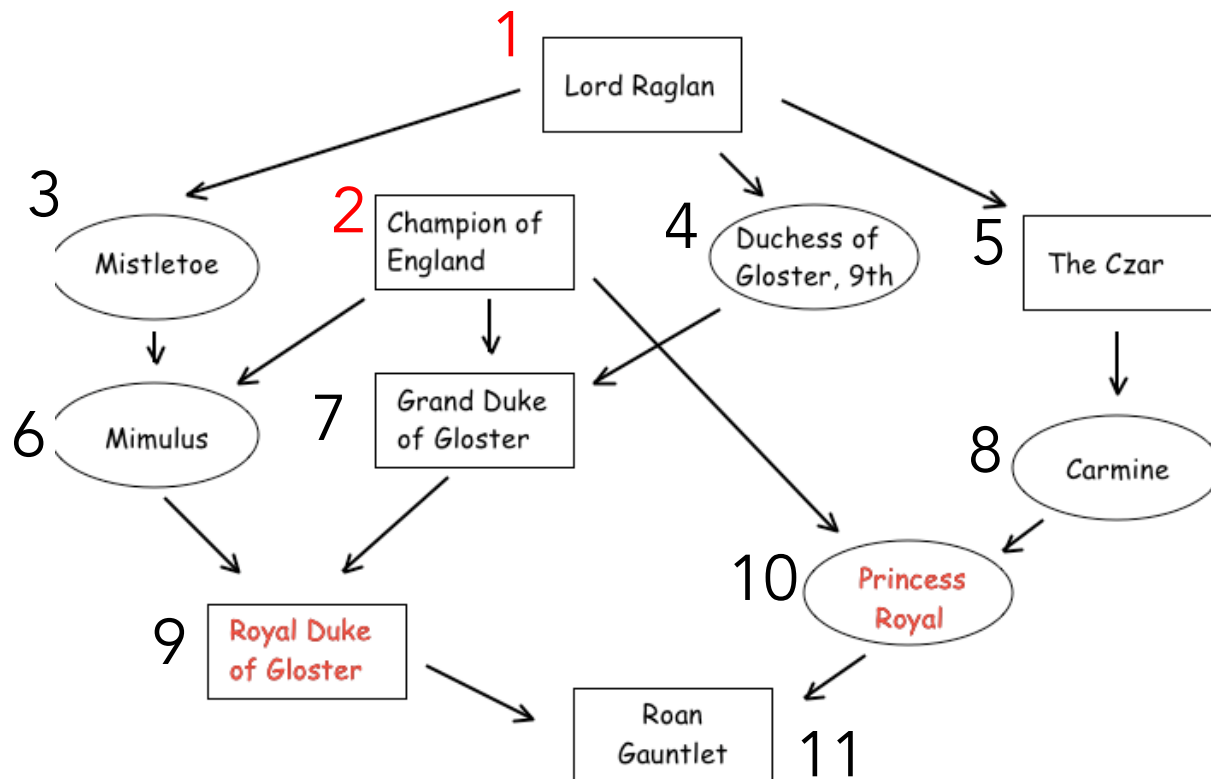 1
Lord Raglan
3
2
Champion of
England
4
Duchess of
Gloster, 9th
5
The Czar
Mistletoe
6
Mimulus
7
Grand Duke
of Gloster
8
Carmine
10
Princess
Royal
9
Royal Duke
of Gloster
Roan
Gauntlet
11